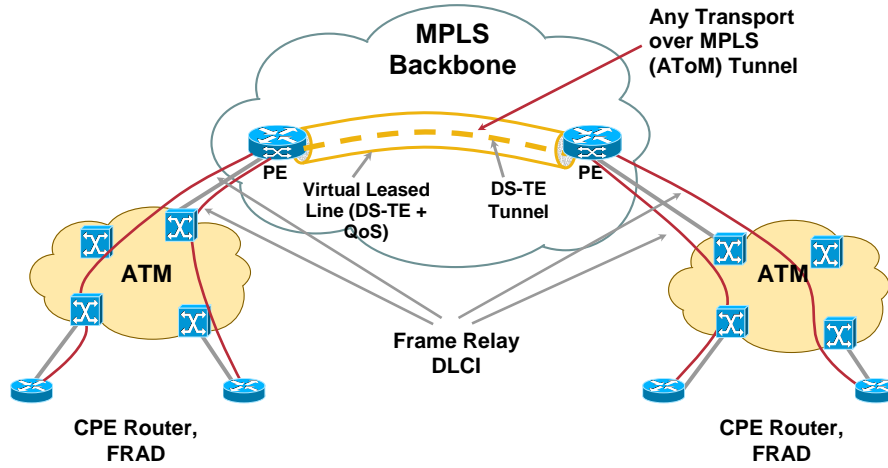 MPLS
Backbone
Any Transport
over MPLS
(AToM) Tunnel
PE
PE
Virtual Leased
Line (DS-TE +
QoS)
DS-TE
Tunnel
ATM
ATM
Frame Relay
DLCI
CPE Router,
FRAD
CPE Router,
FRAD